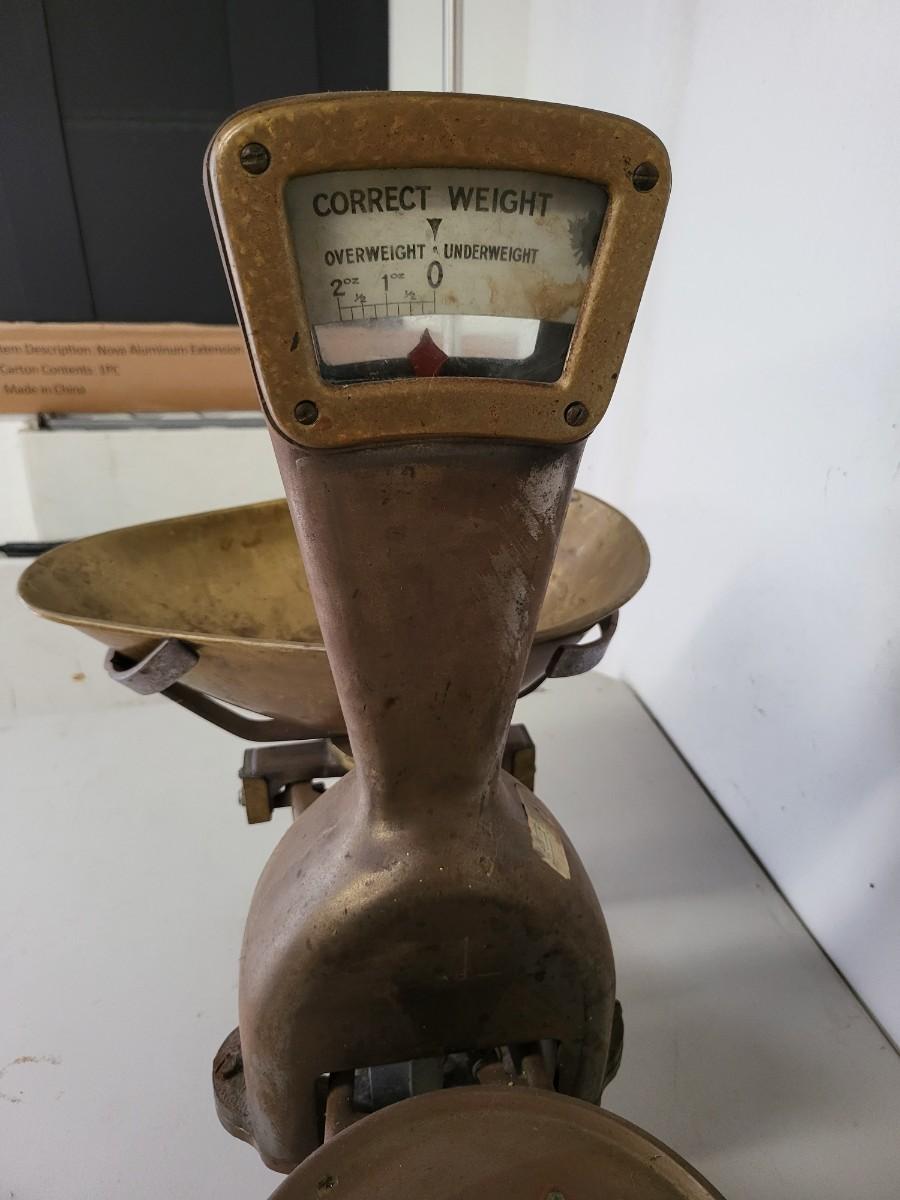 CORRECT WEIGHT
OVERWEIGHT UNDERWEIGHT
2oz 1/2 1oz 1/2 0
Item Description: Nova Aluminum Extension
Carton Contents: 1PC
Made in China